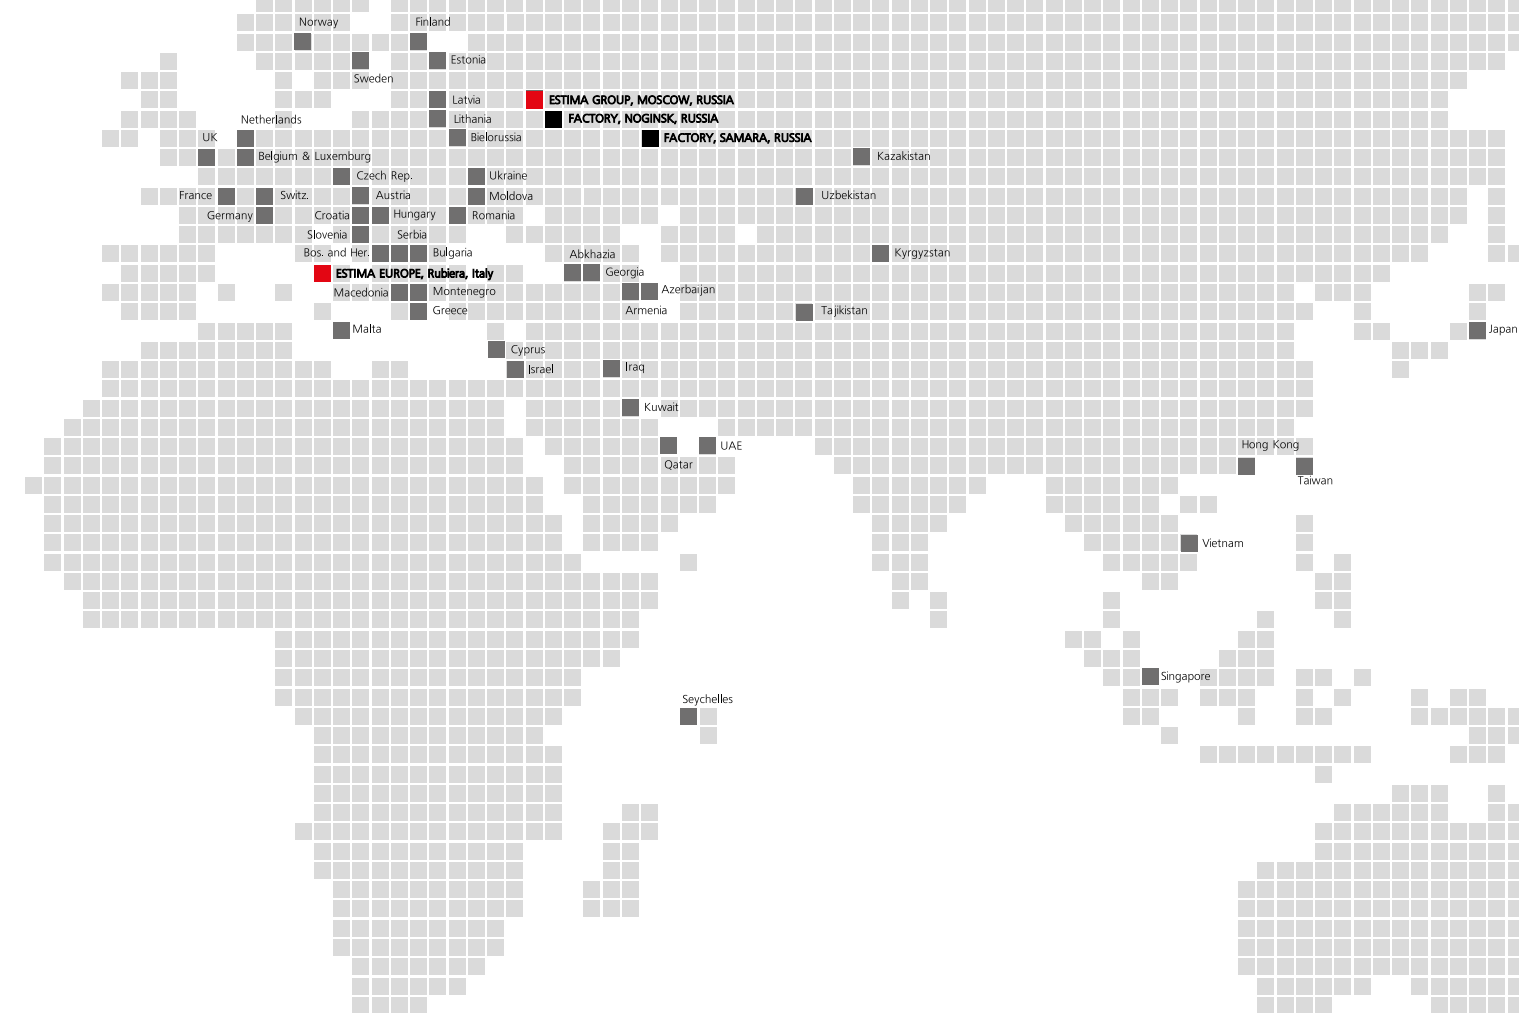 Norway
Finland
Estonia
Sweden
Latvia
ESTIMA GROUP, MOSCOW, RUSSIA
Netherlands
Lithania
FACTORY, NOGINSK, RUSSIA
UK
Bielorussia
FACTORY, SAMARA, RUSSIA
Belgium & Luxemburg
Kazakistan
Czech Rep.
Ukraine
France
Switz.
Austria
Moldova
Uzbekistan
Germany
Croatia
Hungary
Romania
Slovenia
Serbia
Bos. and Her.
Bulgaria
Abkhazia
Kyrgyzstan
ESTIMA EUROPE, Rubiera, Italy
Georgia
Macedonia
Montenegro
Azerbaijan
Greece
Armenia
Tajikistan
Malta
Japan
Cyprus
Israel
Iraq
Kuwait
UAE
Hong Kong
Qatar
Taiwan
Vietnam
Singapore
Seychelles